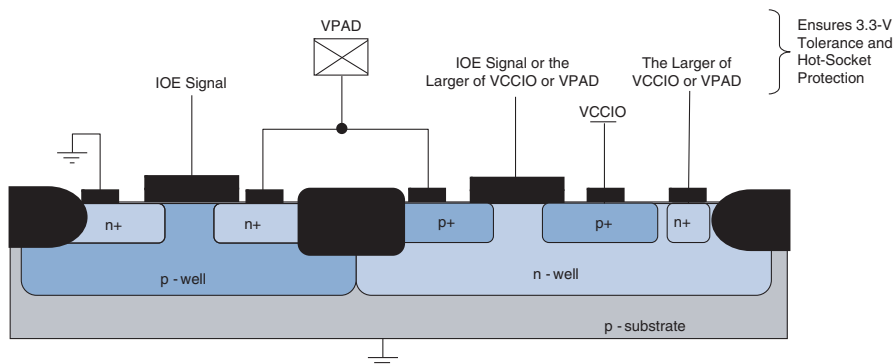 VPAD
IOE Signal
IOE Signal or the
Larger of VCCIO or VPAD
The Larger of
VCCIO or VPAD
Ensures 3.3-V
Tolerance and
Hot-Socket
Protection
VCCIO
n+
n+
p+
p+
n+
p - well
n - well
p - substrate